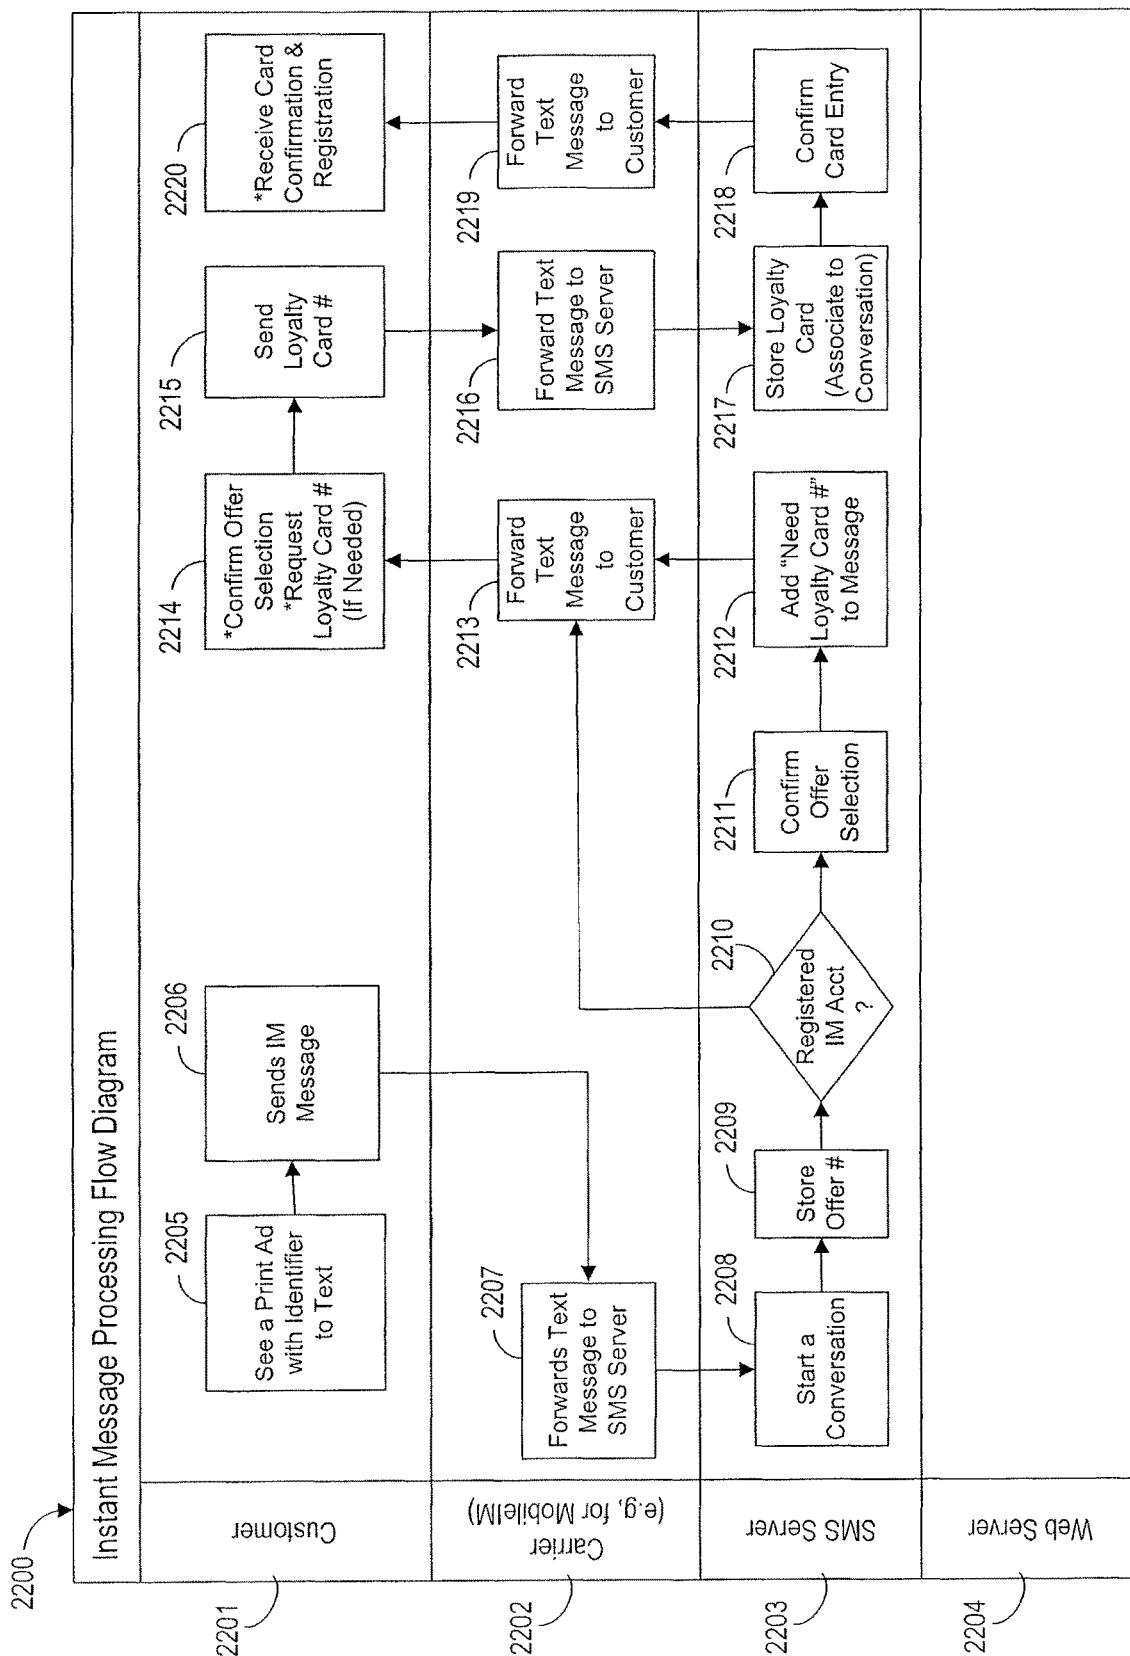 2200
Instant Message Processing Flow Diagram
2201
Customer
2205
See a Print Ad
with Identifier
to Text
2206
Sends IM
Message
2214
*Confirm Offer
Selection
*Request
Loyalty Card #
(If Needed)
2215
Send
Loyalty
Card #
2220
*Receive Card
Confirmation &
Registration
2202
Carrier
(e.g, for MobileIM)
2207
Forwards Text
Message to
SMS Server
2213
Forward
Text
Message
to
Customer
2216
Forward Text
Message to
SMS Server
2219
Forward
Text
Message
to
Customer
2203
SMS Server
2208
Start a
Conversation
2209
Store
Offer #
2210
Registered
IM Acct
?
2211
Confirm
Offer
Selection
2212
Add “Need
Loyalty Card #”
to Message
2217
Store Loyalty
Card
(Associate to
Conversation)
2218
Confirm
Card Entry
2204
Web Server